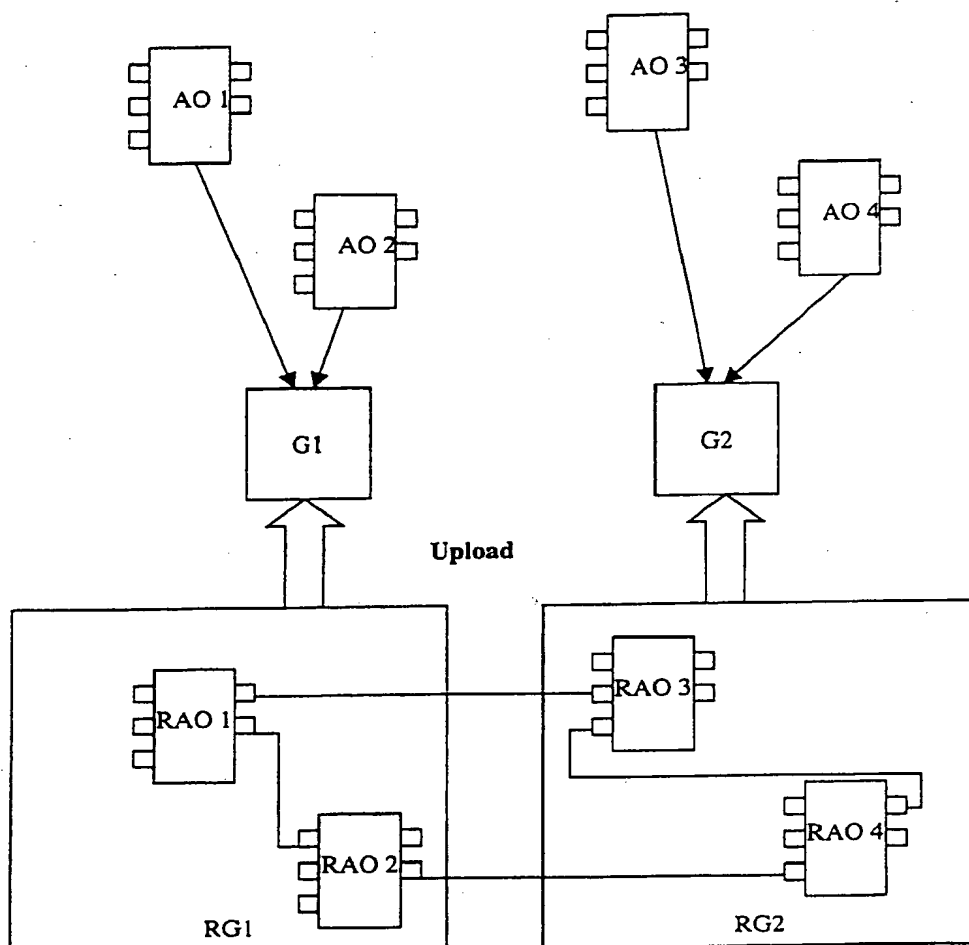 AO 1
AO 3
AO 2
AO 4
G1
G2
Upload
RAO 1
RAO 3
RAO 2
RAO 4
RG1
RG2